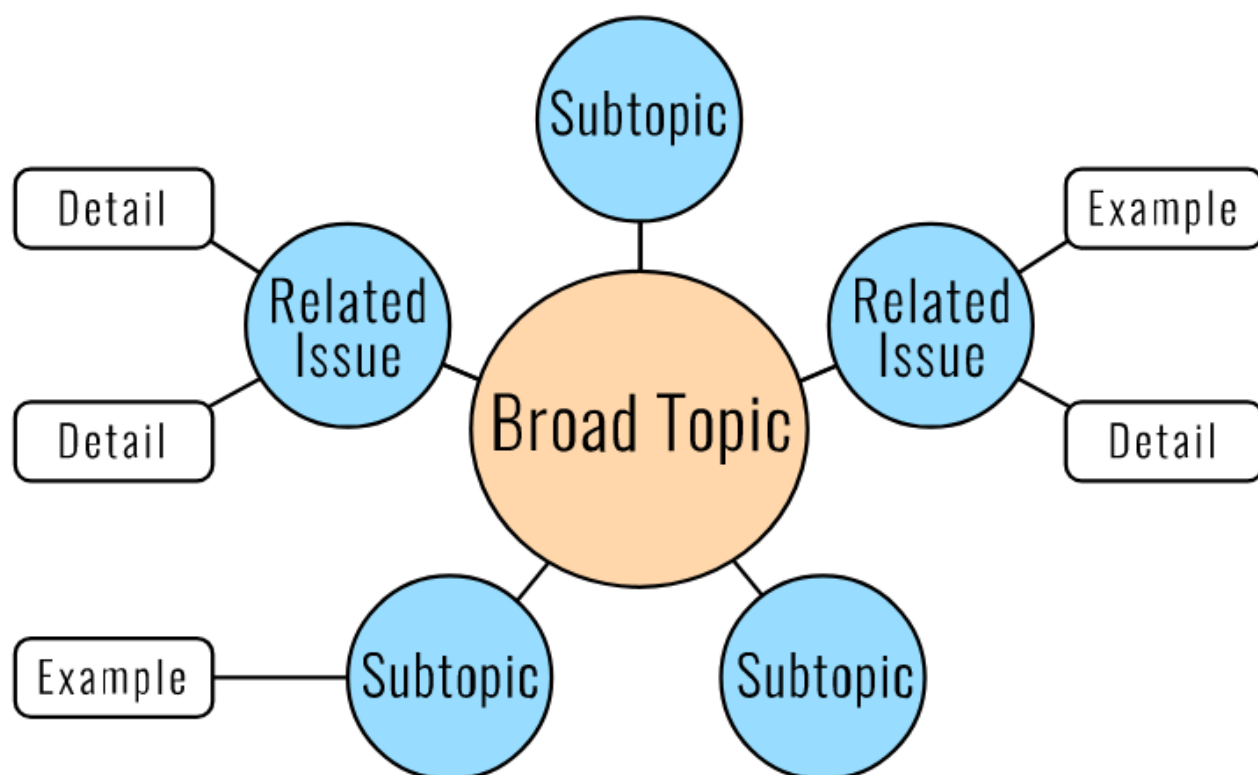 Subtopic
Detail
Example
Related
Issue
Related
Issue
Broad Topic
Detail
Detail
Example
Subtopic
Subtopic